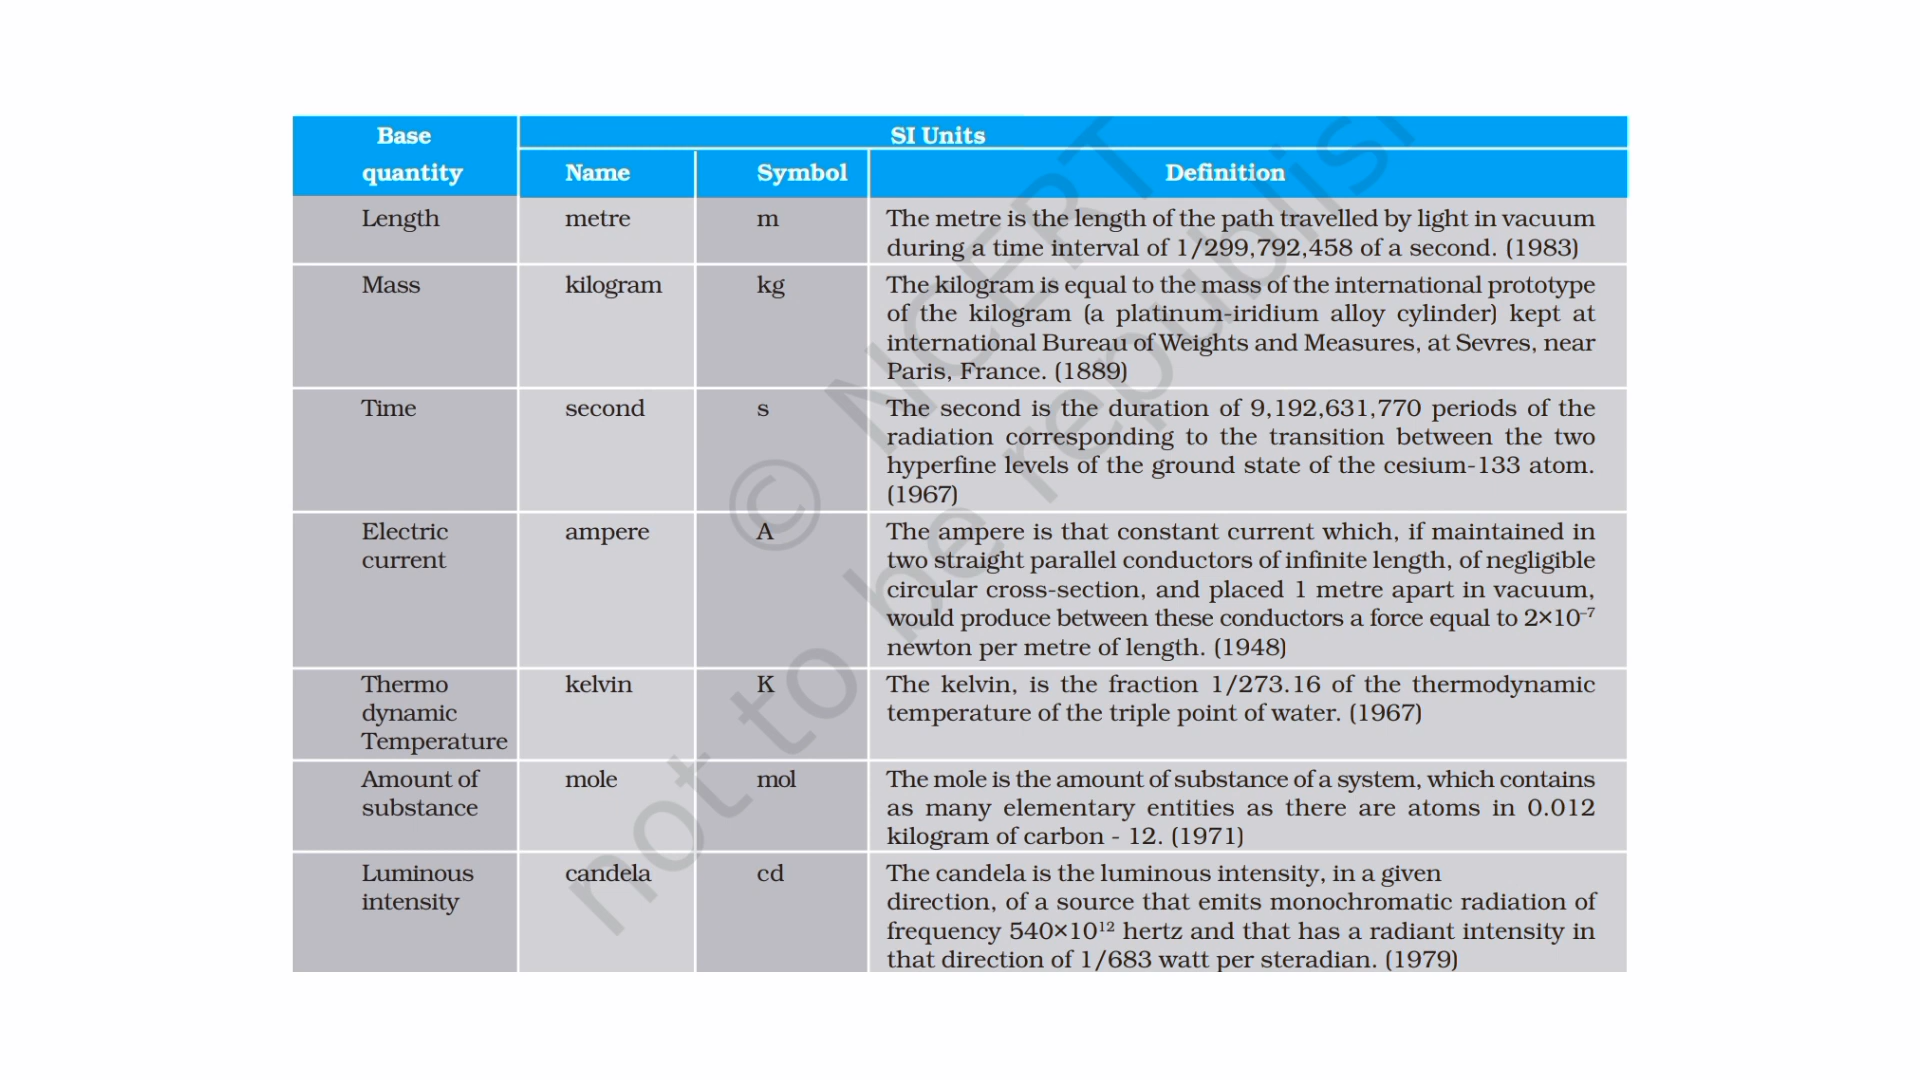 Base quantity
SI Units
Name
Symbol
Definition
Length
metre
m
The metre is the length of the path travelled by light in vacuum
during a time interval of 1/299,792,458 of a second. (1983)
Mass
kilogram
kg
The kilogram is equal to the mass of the international prototype
of the kilogram (a platinum-iridium alloy cylinder) kept at
international Bureau of Weights and Measures, at Sevres, near
Paris, France. (1889)
Time
second
s
The second is the duration of 9,192,631,770 periods of the
radiation corresponding to the transition between the two
hyperfine levels of the ground state of the cesium-133 atom.
(1967)
Electric
current
ampere
A
The ampere is that constant current which, if maintained in
two straight parallel conductors of infinite length, of negligible
circular cross-section, and placed 1 metre apart in vacuum,
would produce between these conductors a force equal to 2×10⁻⁷
newton per metre of length. (1948)
Thermo
dynamic
Temperature
kelvin
K
The kelvin, is the fraction 1/273.16 of the thermodynamic
temperature of the triple point of water. (1967)
Amount of
substance
mole
mol
The mole is the amount of substance of a system, which contains
as many elementary entities as there are atoms in 0.012
kilogram of carbon - 12. (1971)
Luminous
intensity
candela
cd
The candela is the luminous intensity, in a given
direction, of a source that emits monochromatic radiation of
frequency 540×10¹² hertz and that has a radiant intensity in
that direction of 1/683 watt per steradian. (1979)
© NCERT
not to be republis